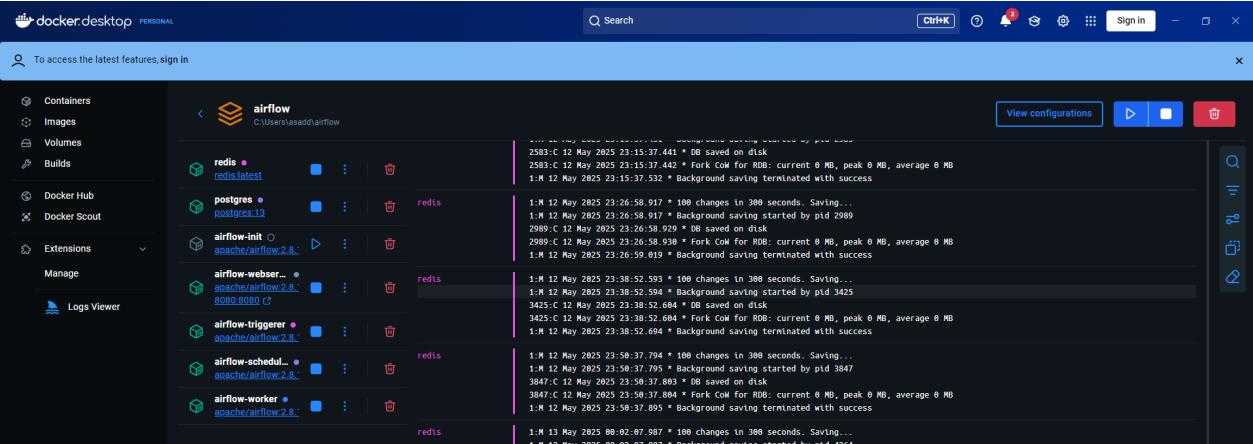 docker.desktop PERSONAL
Search
Ctrl+K
3
Sign in
To access the latest features, sign in
Containers
Images
Volumes
Builds
Docker Hub
Docker Scout
Extensions
Manage
Logs Viewer
airflow
C:\Users\asadd\airflow
View configurations
redis
redis:latest
postgres
postgres:13
airflow-init
apache/airflow:2.8.
airflow-webser...
apache/airflow:2.8.
8080:8080
airflow-triggerer
apache/airflow:2.8.
airflow-schedul...
apache/airflow:2.8.
airflow-worker
apache/airflow:2.8.
2583:C 12 May 2025 23:15:37.441 * DB saved on disk
2583:C 12 May 2025 23:15:37.442 * Fork CoW for RDB: current 0 MB, peak 0 MB, average 0 MB
1:M 12 May 2025 23:15:37.532 * Background saving terminated with success
redis
1:M 12 May 2025 23:26:58.917 * 100 changes in 300 seconds. Saving...
1:M 12 May 2025 23:26:58.917 * Background saving started by pid 2989
2989:C 12 May 2025 23:26:58.929 * DB saved on disk
2989:C 12 May 2025 23:26:58.930 * Fork CoW for RDB: current 0 MB, peak 0 MB, average 0 MB
1:M 12 May 2025 23:26:59.019 * Background saving terminated with success
redis
1:M 12 May 2025 23:38:52.593 * 100 changes in 300 seconds. Saving...
1:M 12 May 2025 23:38:52.594 * Background saving started by pid 3425
3425:C 12 May 2025 23:38:52.604 * DB saved on disk
3425:C 12 May 2025 23:38:52.604 * Fork CoW for RDB: current 0 MB, peak 0 MB, average 0 MB
1:M 12 May 2025 23:38:52.694 * Background saving terminated with success
redis
1:M 12 May 2025 23:50:37.794 * 100 changes in 300 seconds. Saving...
1:M 12 May 2025 23:50:37.795 * Background saving started by pid 3847
3847:C 12 May 2025 23:50:37.803 * DB saved on disk
3847:C 12 May 2025 23:50:37.804 * Fork CoW for RDB: current 0 MB, peak 0 MB, average 0 MB
1:M 12 May 2025 23:50:37.895 * Background saving terminated with success
redis
1:M 13 May 2025 00:02:07.987 * 100 changes in 300 seconds. Saving...